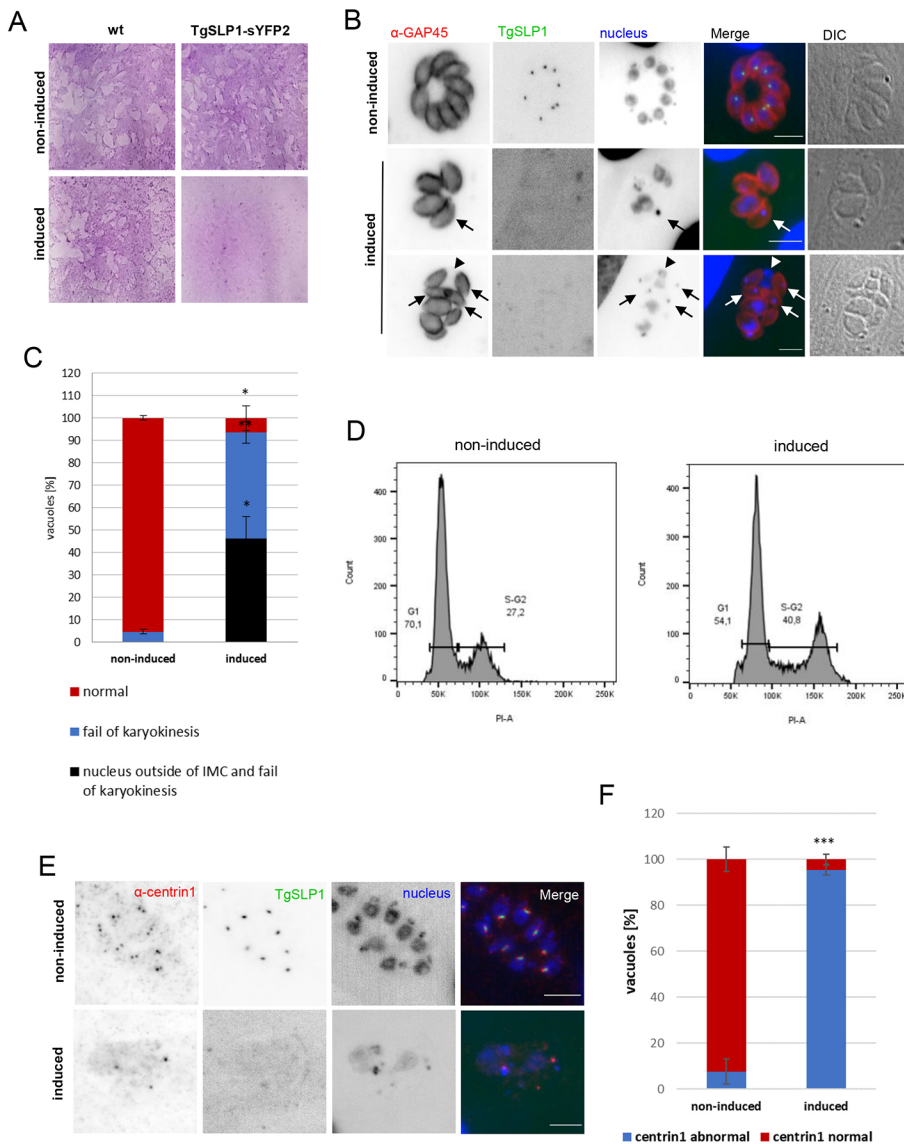 A
wt
TgSLP1-sYFP2
non-induced
induced
B
α-GAP45
TgSLP1
nucleus
Merge
DIC
non-induced
induced
C
120
110
100
90
80
70
60
50
40
30
20
10
0
vacuoles [%]
*
**
*
non-induced
induced
normal
fail of karyokinesis
nucleus outside of IMC and fail
of karyokinesis
D
non-induced
400
300
200
100
0
Count
G1
70,1
S-G2
27,2
0 50K 100K 150K 200K 250K
PI-A
induced
400
300
200
100
0
Count
G1
54,1
S-G2
40,8
0 50K 100K 150K 200K 250K
PI-A
E
α-centrin1
TgSLP1
nucleus
Merge
non-induced
induced
F
120
100
80
60
40
20
0
vacuoles [%]
***
non-induced
induced
centrin1 abnormal
centrin1 normal